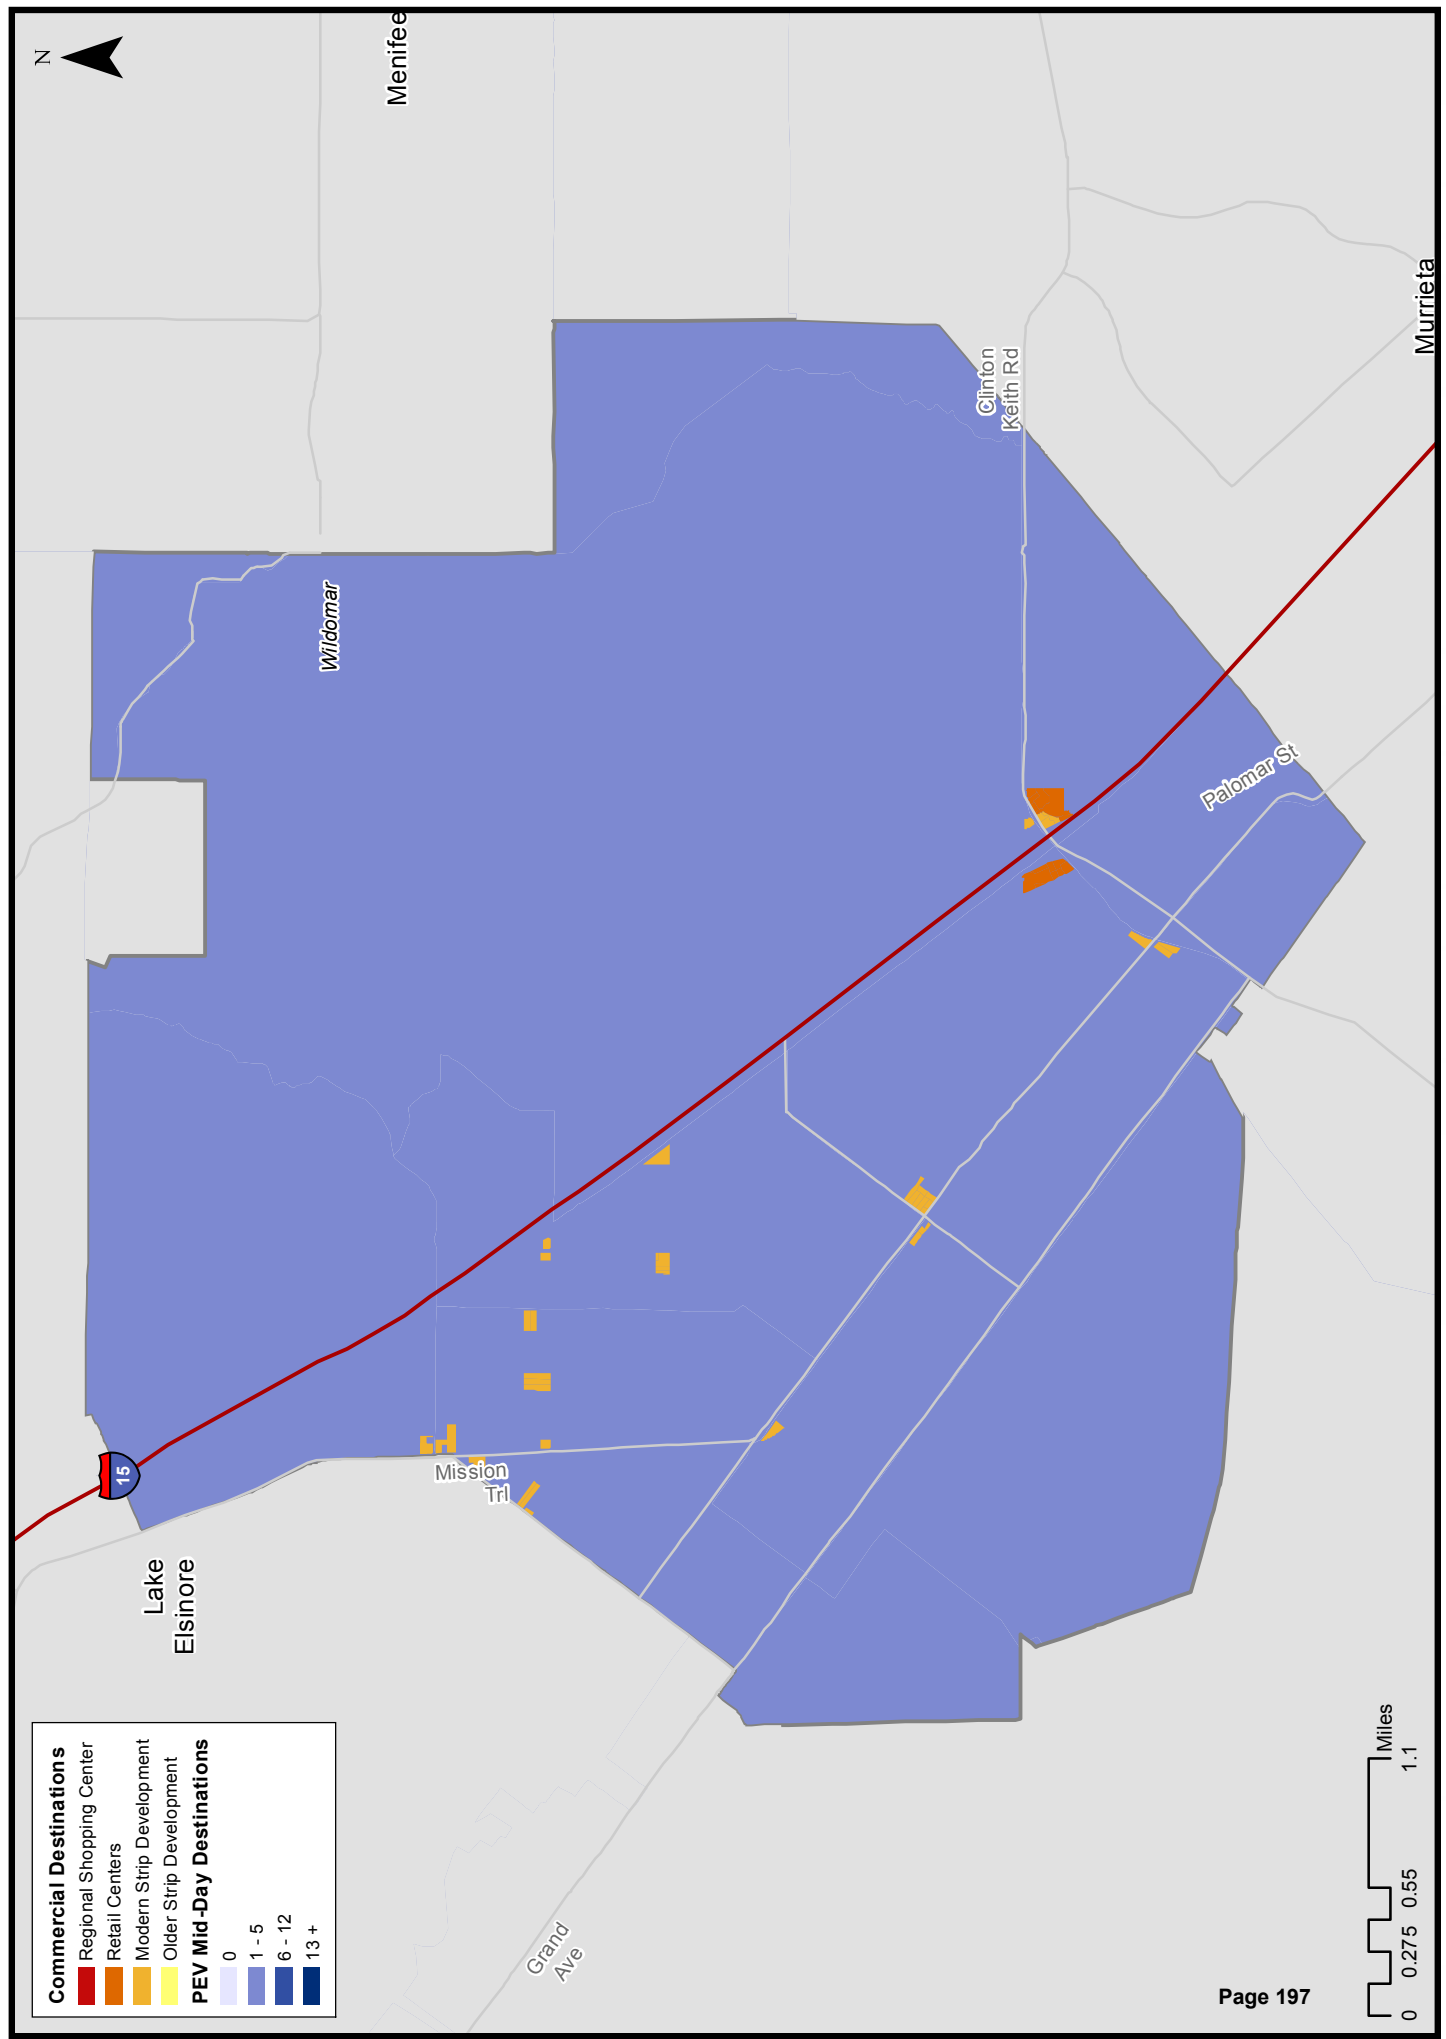 Commercial Destinations
Regional Shopping Center
Retail Centers
Modern Strip Development
Older Strip Development
PEV Mid-Day Destinations
0
1 - 5
6 - 12
13 +
N
Menifee
Wildomar
Lake
Elsinore
15
Mission
Trl
Clinton
Keith Rd
Palomar St
Murrieta
Grand
Ave
Miles
0 0.275 0.55 1.1
Page 197